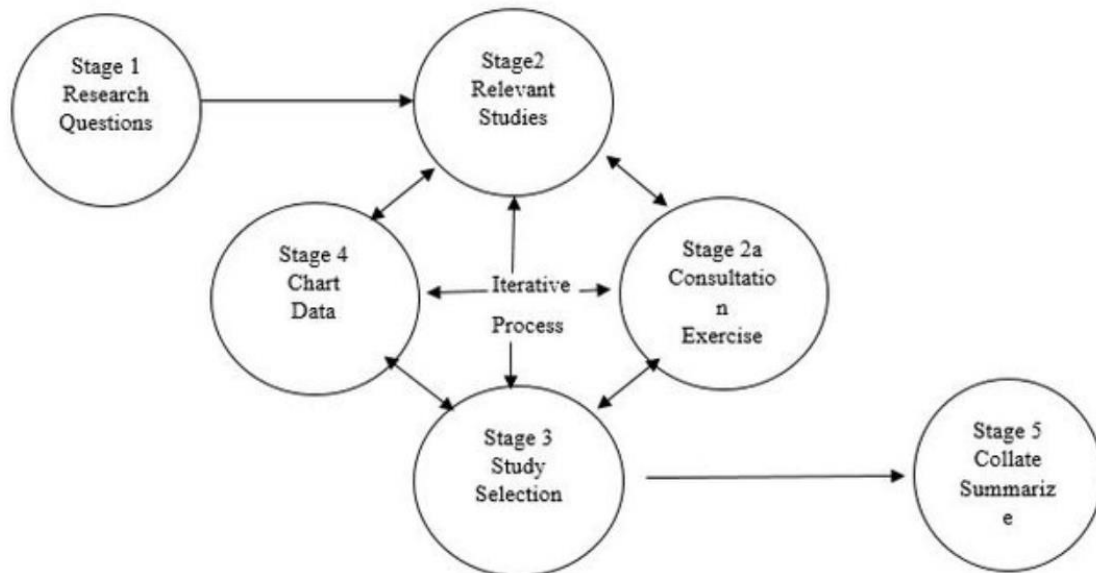 Stage 1
Research
Questions
Stage2
Relevant
Studies
Stage 4
Chart
Data
Iterative
Process
Stage 2a
Consultatio
n
Exercise
Stage 3
Study
Selection
Stage 5
Collate
Summariz
e